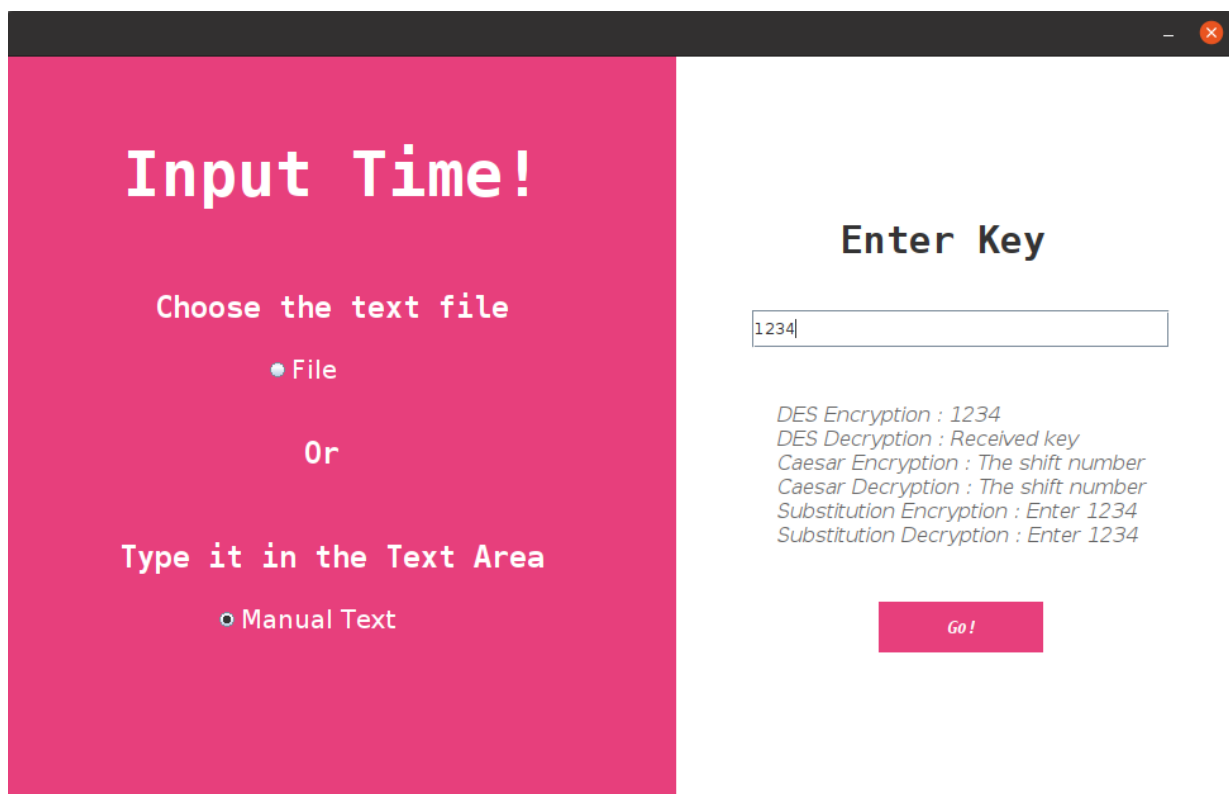 Input Time!
Choose the text file
File
Or
Type it in the Text Area
Manual Text
Enter Key
1234
DES Encryption : 1234
DES Decryption : Received key
Caesar Encryption : The shift number
Caesar Decryption : The shift number
Substitution Encryption : Enter 1234
Substitution Decryption : Enter 1234
Go!